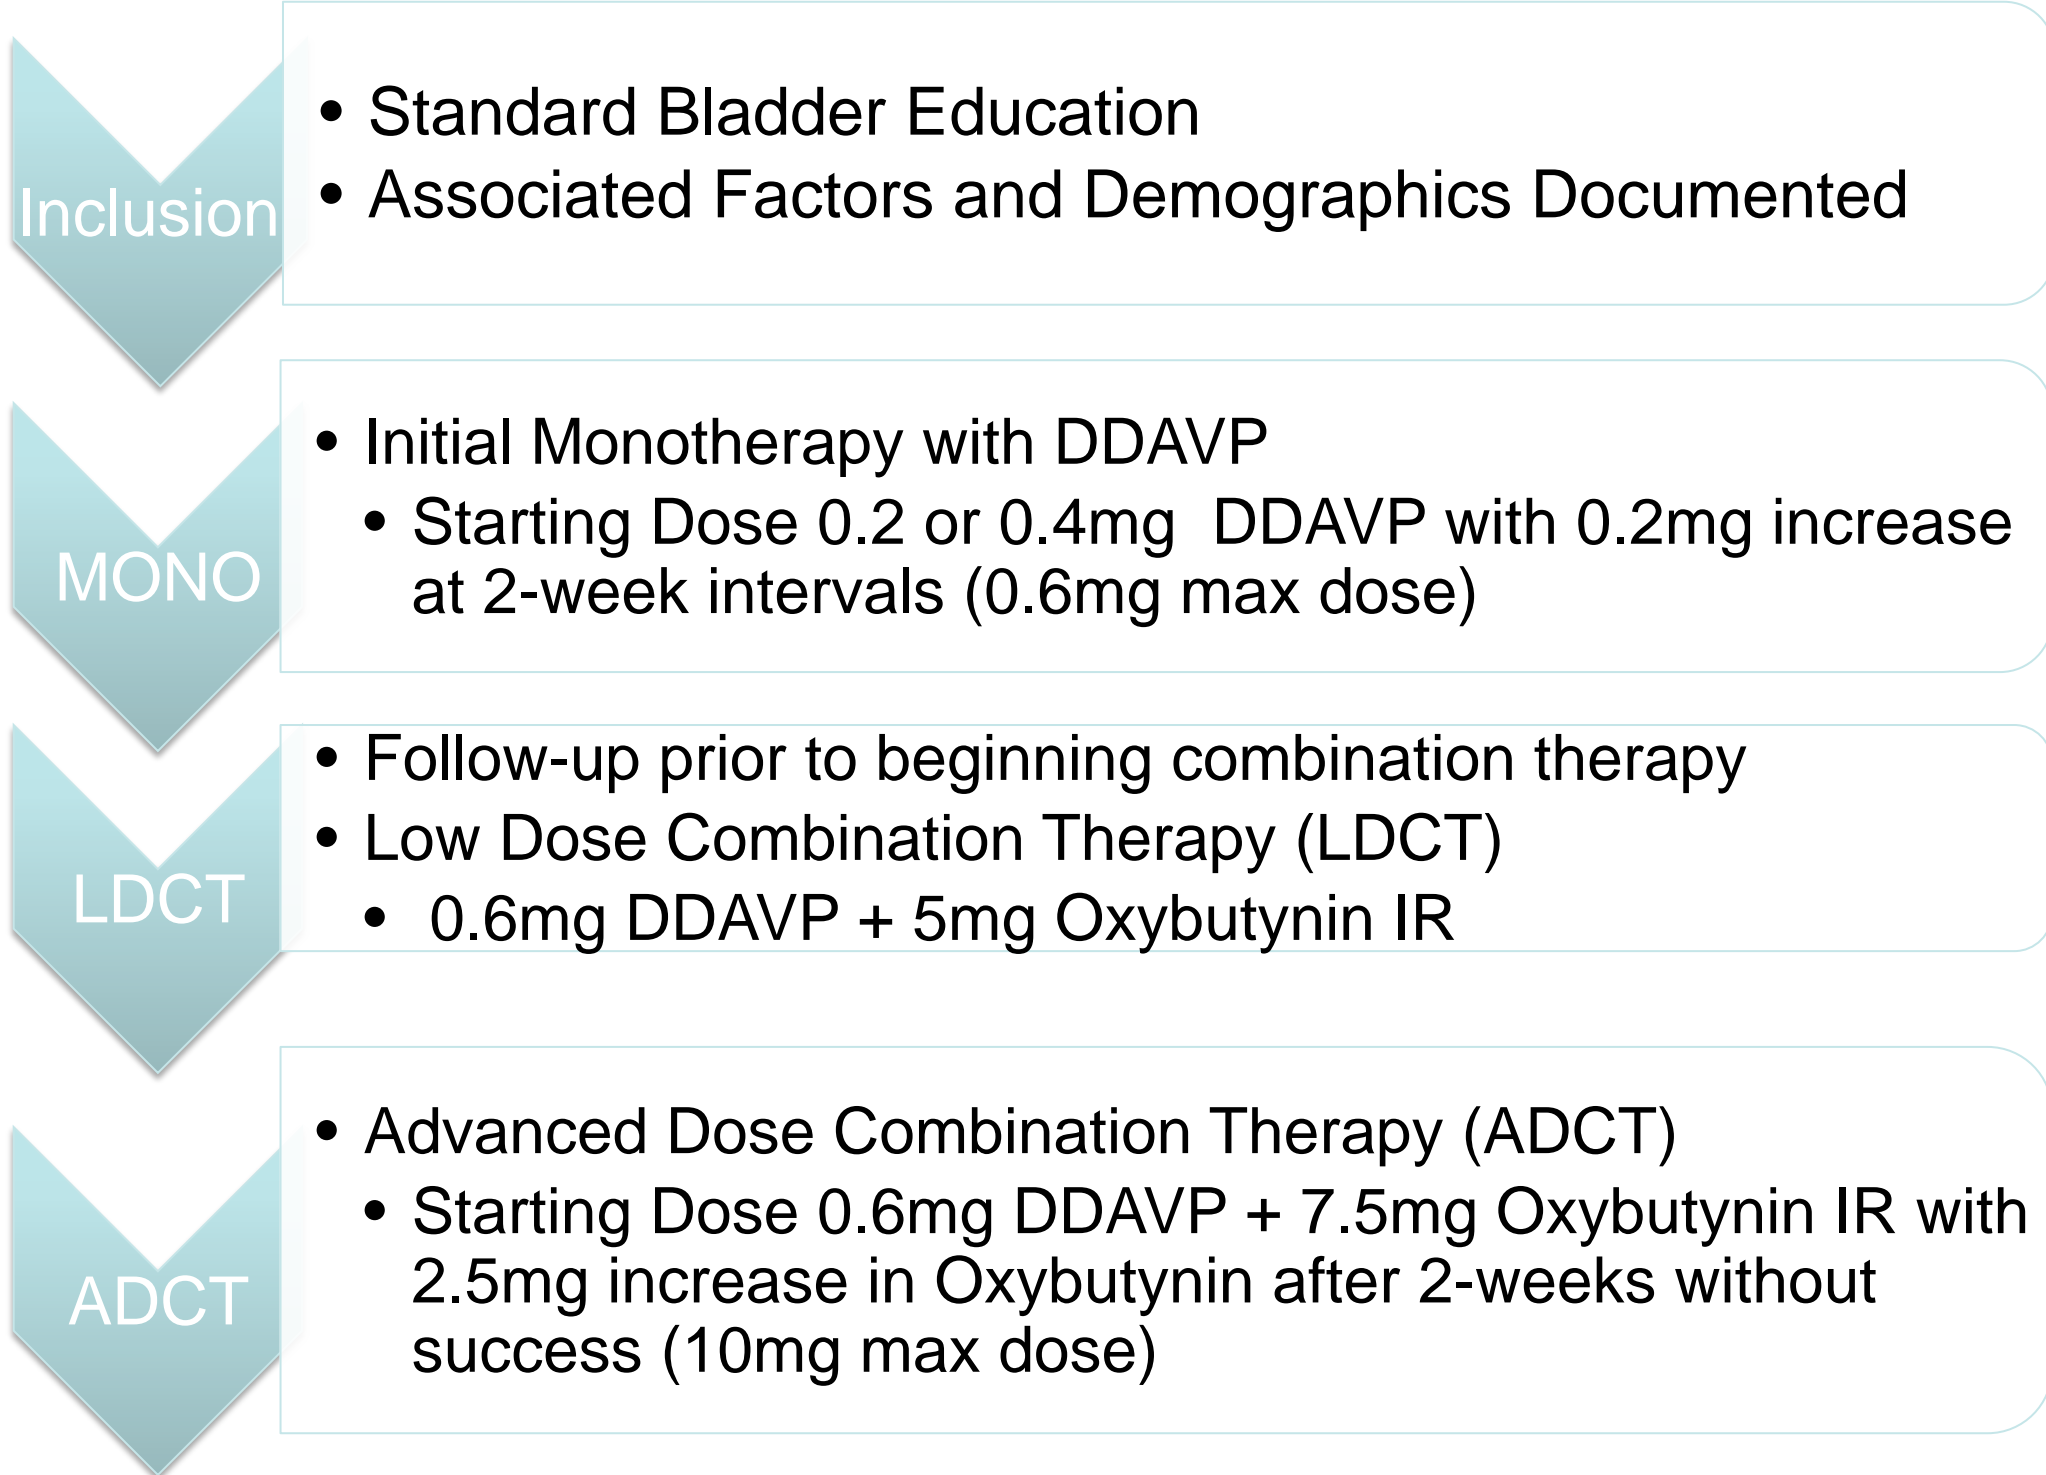 Inclusion
• Standard Bladder Education
• Associated Factors and Demographics Documented
MONO
• Initial Monotherapy with DDAVP
• Starting Dose 0.2 or 0.4mg  DDAVP with 0.2mg increase
at 2-week intervals (0.6mg max dose)
LDCT
• Follow-up prior to beginning combination therapy
• Low Dose Combination Therapy (LDCT)
• 0.6mg DDAVP + 5mg Oxybutynin IR
ADCT
• Advanced Dose Combination Therapy (ADCT)
• Starting Dose 0.6mg DDAVP + 7.5mg Oxybutynin IR with
2.5mg increase in Oxybutynin after 2-weeks without
success (10mg max dose)